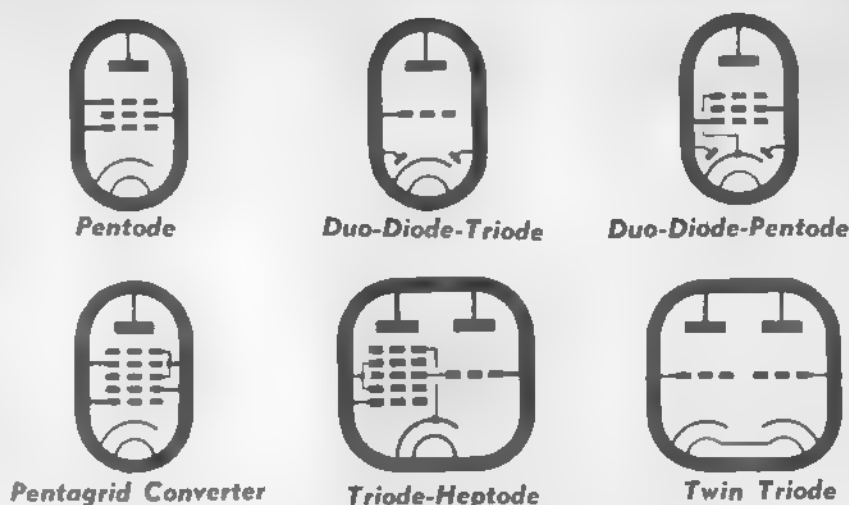 Pentode
Duo-Diode-Triode
Duo-Diode-Pentode
Pentagrid Converter
Triode-Heptode
Twin Triode